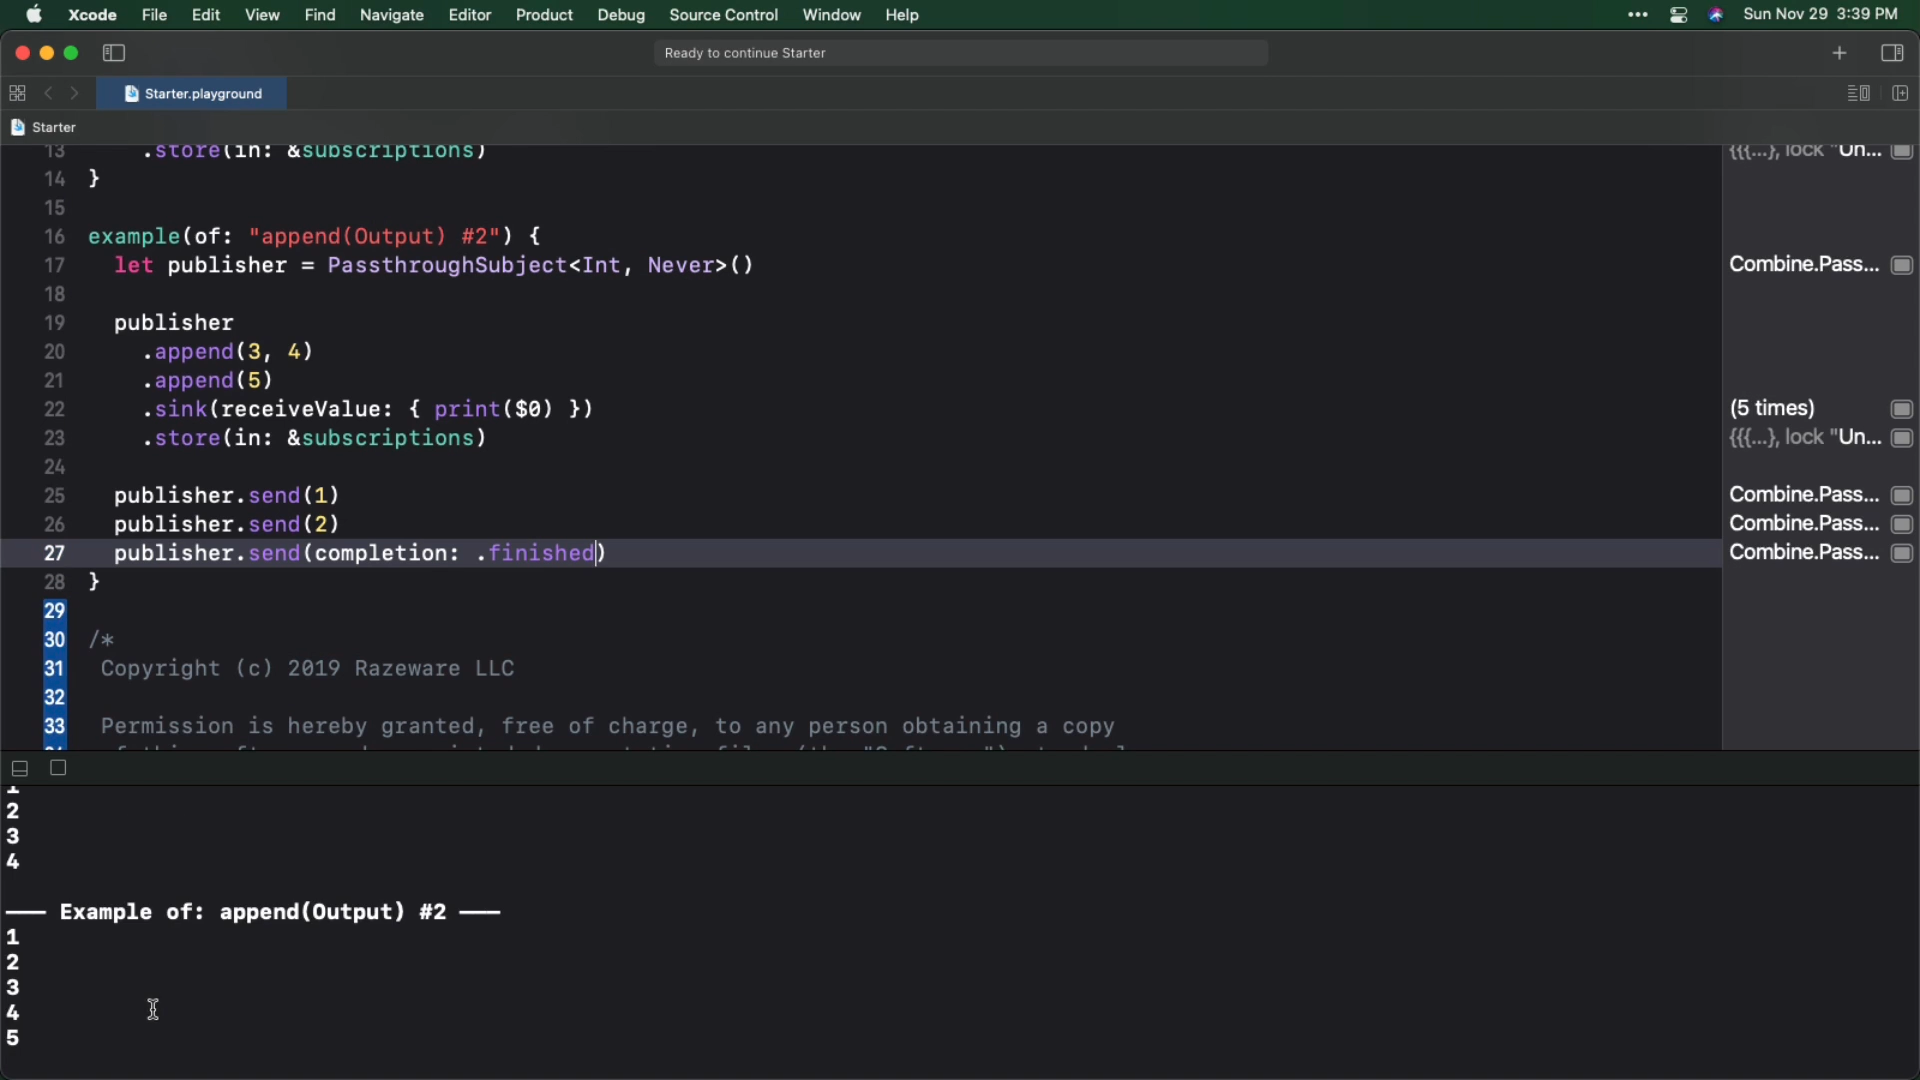 Xcode File Edit View Find Navigate Editor Product Debug Source Control Window Help Sun Nov 29 3:39 PM
Ready to continue Starter
Starter.playground
Starter
13 .store(in: &subscriptions) {{{...}, lock "Un...
14 }
15
16 example(of: "append(Output) #2") {
17 let publisher = PassthroughSubject<Int, Never>() Combine.Pass...
18
19 publisher
20 .append(3, 4)
21 .append(5)
22 .sink(receiveValue: { print($0) }) (5 times)
23 .store(in: &subscriptions) {{{...}, lock "Un...
24
25 publisher.send(1) Combine.Pass...
26 publisher.send(2) Combine.Pass...
27 publisher.send(completion: .finished) Combine.Pass...
28 }
29
30 /*
31 Copyright (c) 2019 Razeware LLC
32
33 Permission is hereby granted, free of charge, to any person obtaining a copy
1
2
3
4
—— Example of: append(Output) #2 ——
1
2
3
4
5